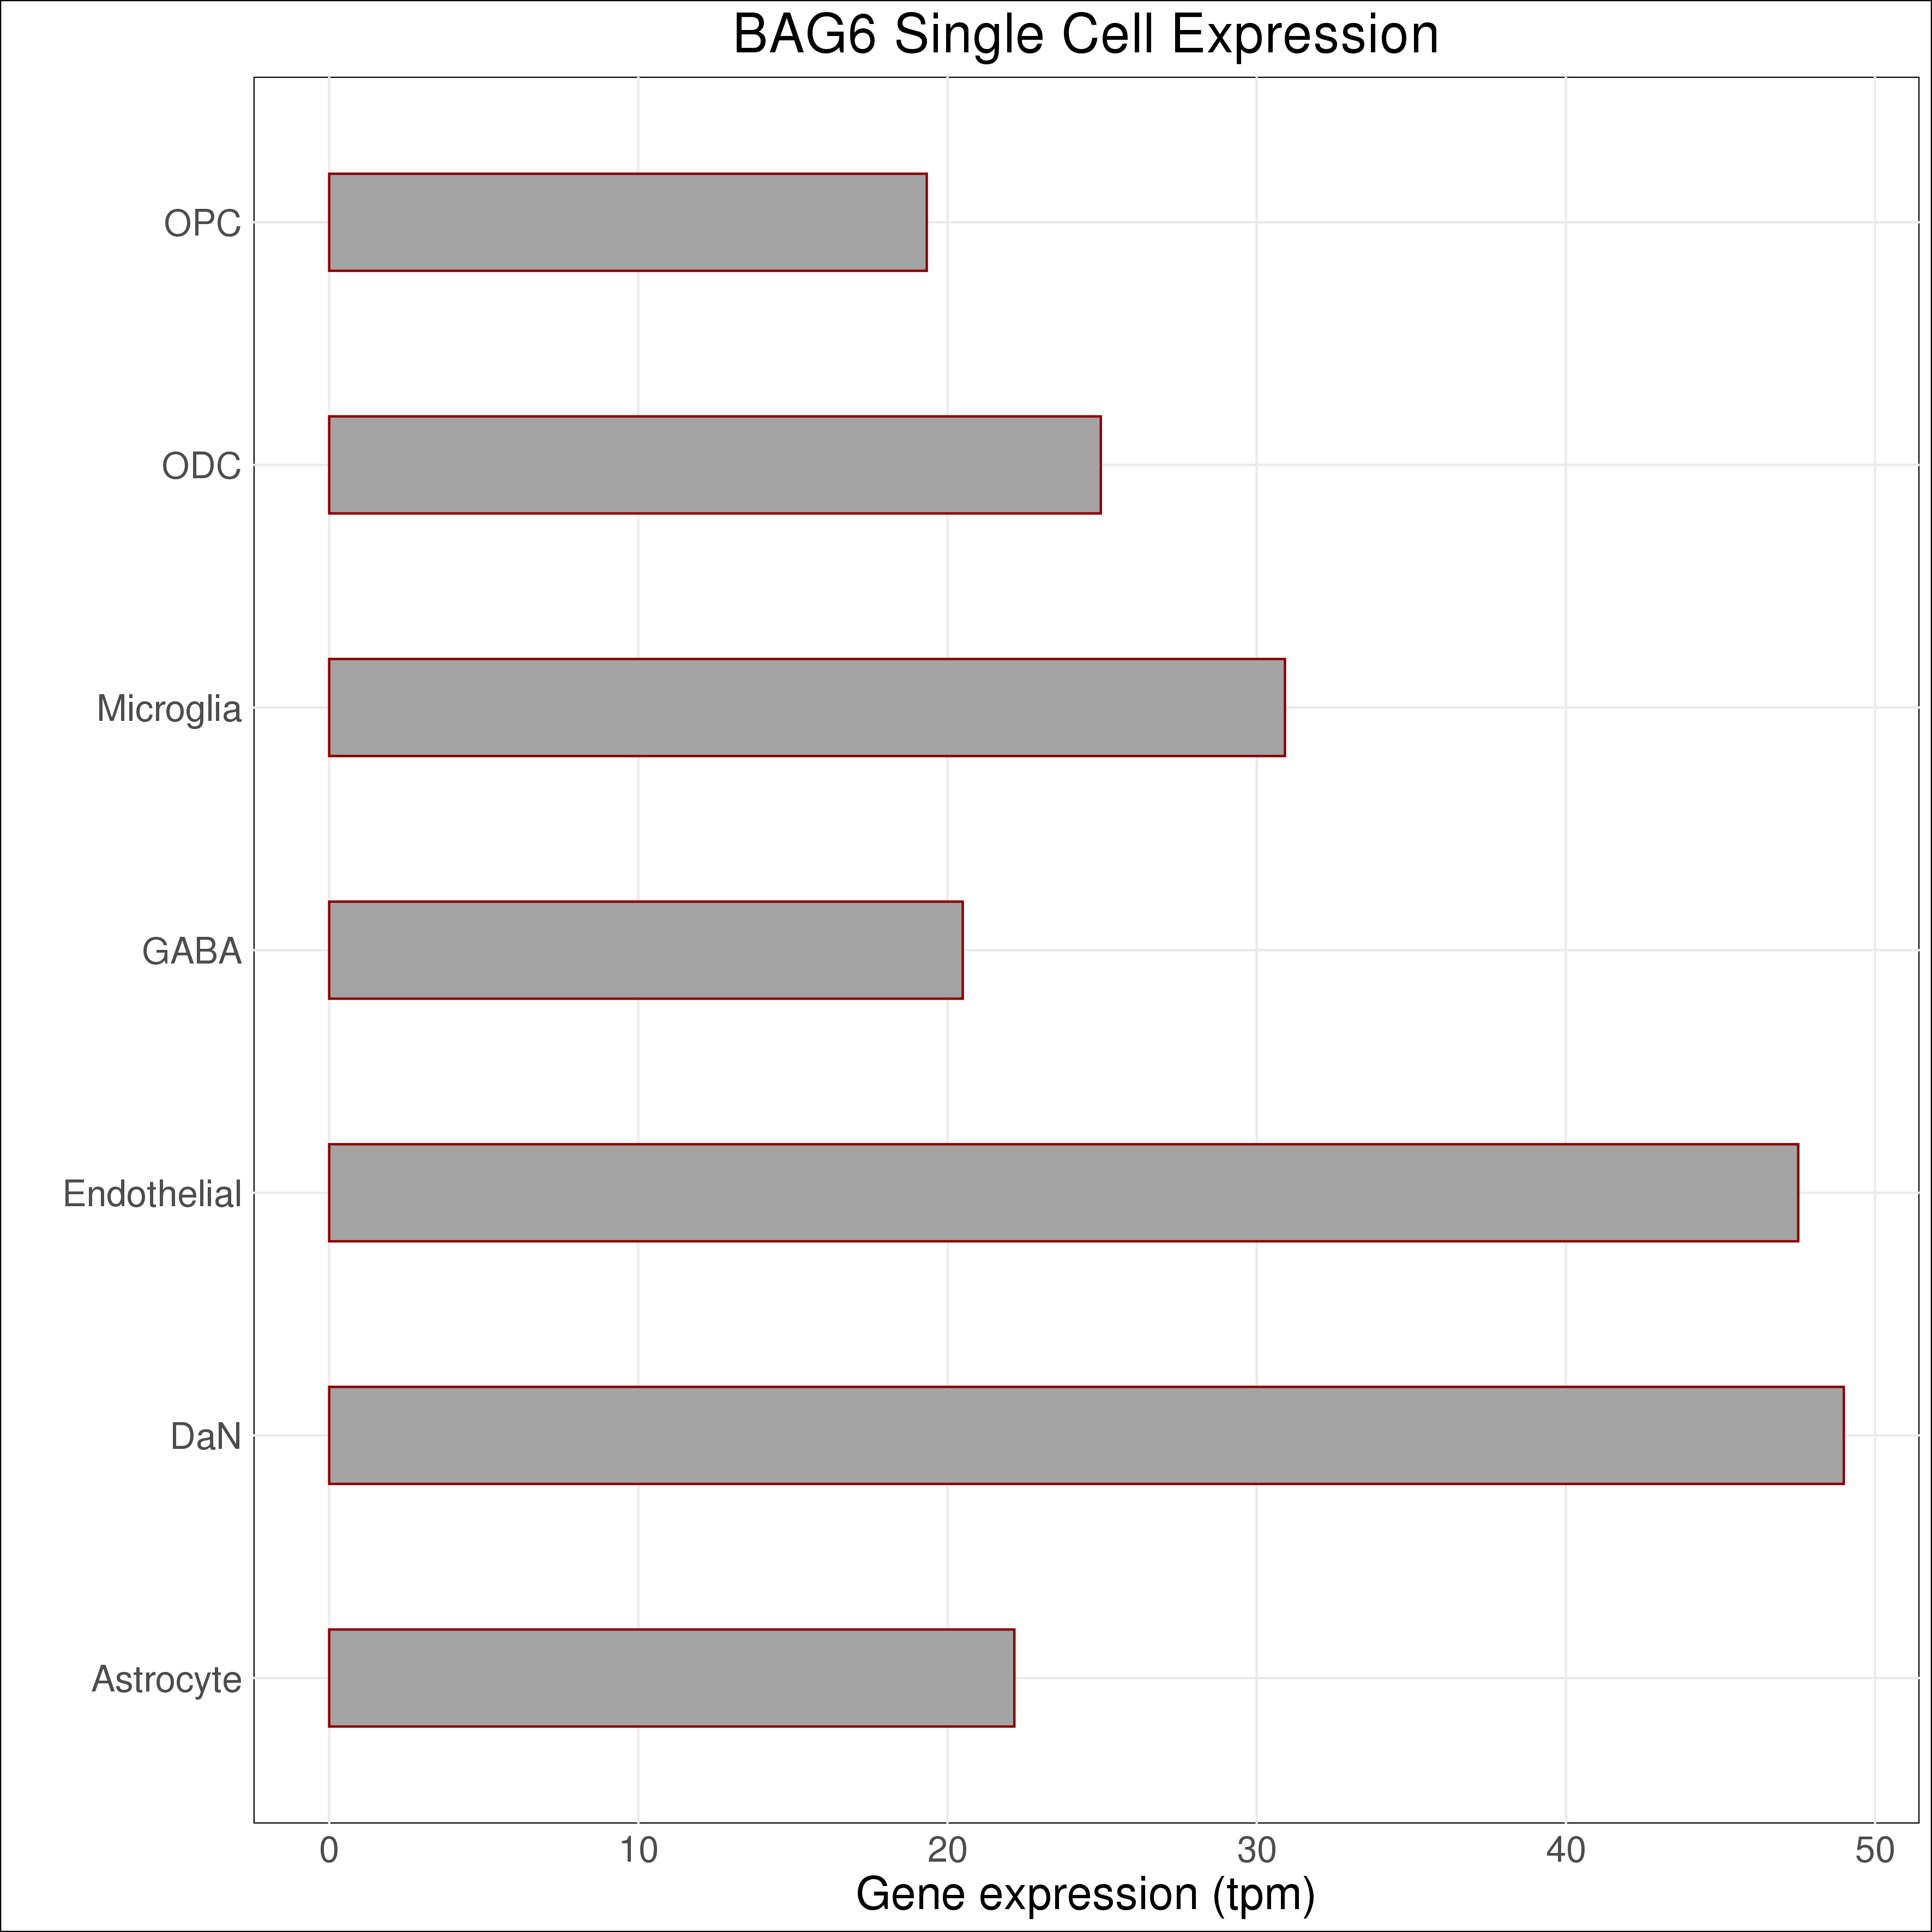 BAG6 Single Cell Expression
OPC
ODC
Microglia
GABA
Endothelial
DaN
Astrocyte
0 10 20 30 40 50
Gene expression (tpm)